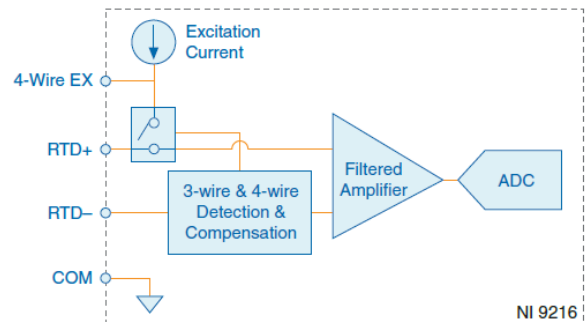 Excitation
Current
4-Wire EX
RTD+
RTD–
COM
3-wire & 4-wire
Detection &
Compensation
Filtered
Amplifier
ADC
NI 9216